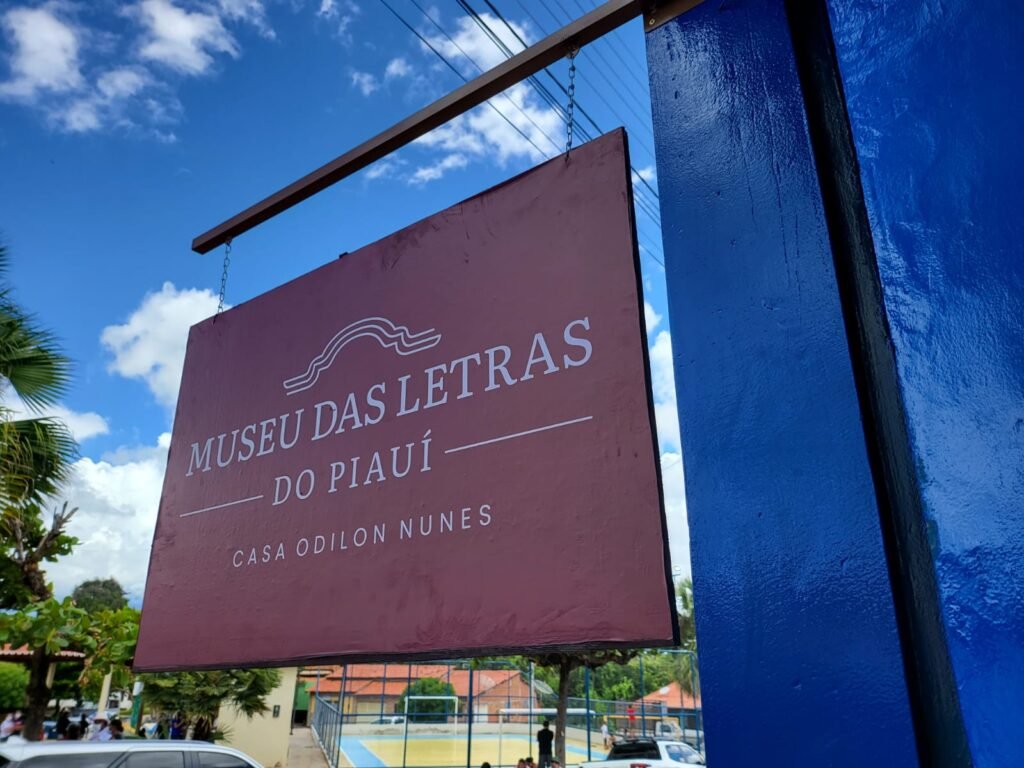 MUSEU DAS LETRAS
DO PIAUÍ
CASA ODILON NUNES